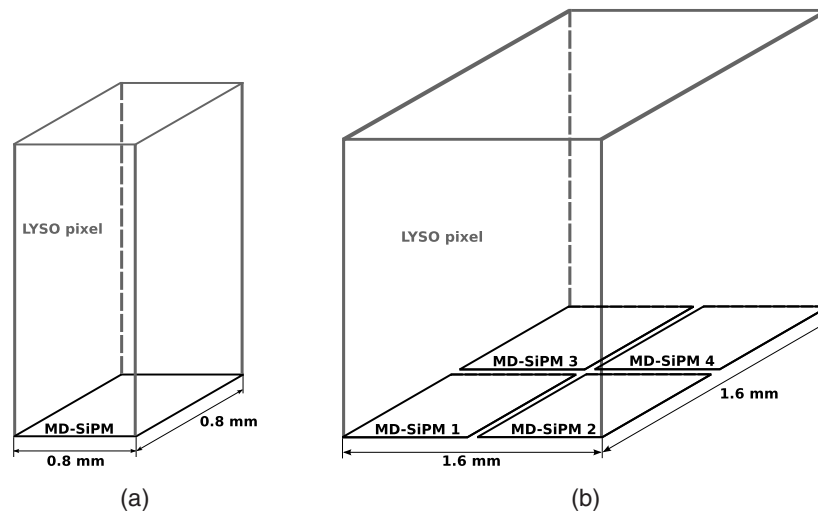 LYSO pixel
MD-SiPM
0.8 mm
0.8 mm
(a)
LYSO pixel
MD-SiPM 3
MD-SiPM 4
MD-SiPM 1
MD-SiPM 2
1.6 mm
1.6 mm
(b)